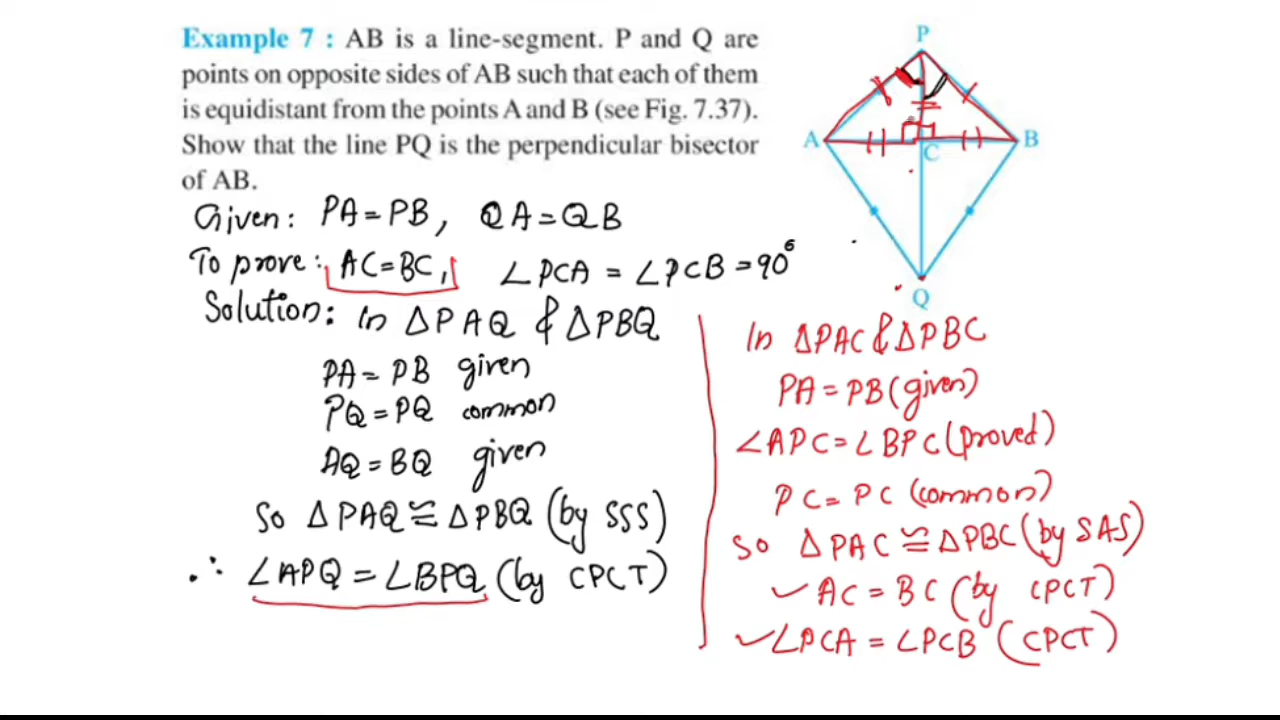 Example 7 : AB is a line-segment. P and Q are
points on opposite sides of AB such that each of them
is equidistant from the points A and B (see Fig. 7.37).
Show that the line PQ is the perpendicular bisector
of AB.
P
A
B
C
Q
Given: PA = PB, QA = QB
To prove: AC = BC, ∠PCA = ∠PCB = 90°
Solution: In ΔPAQ & ΔPBQ
PA = PB given
PQ = PQ common
AQ = BQ given
So ΔPAQ ≅ ΔPBQ (by SSS)
∴ ∠APQ = ∠BPQ (by CPCT)
In ΔPAC & ΔPBC
PA = PB (given)
∠APC = ∠BPC (proved)
PC = PC (common)
So ΔPAC ≅ ΔPBC (by SAS)
✓ AC = BC (by CPCT)
✓ ∠PCA = ∠PCB (CPCT)